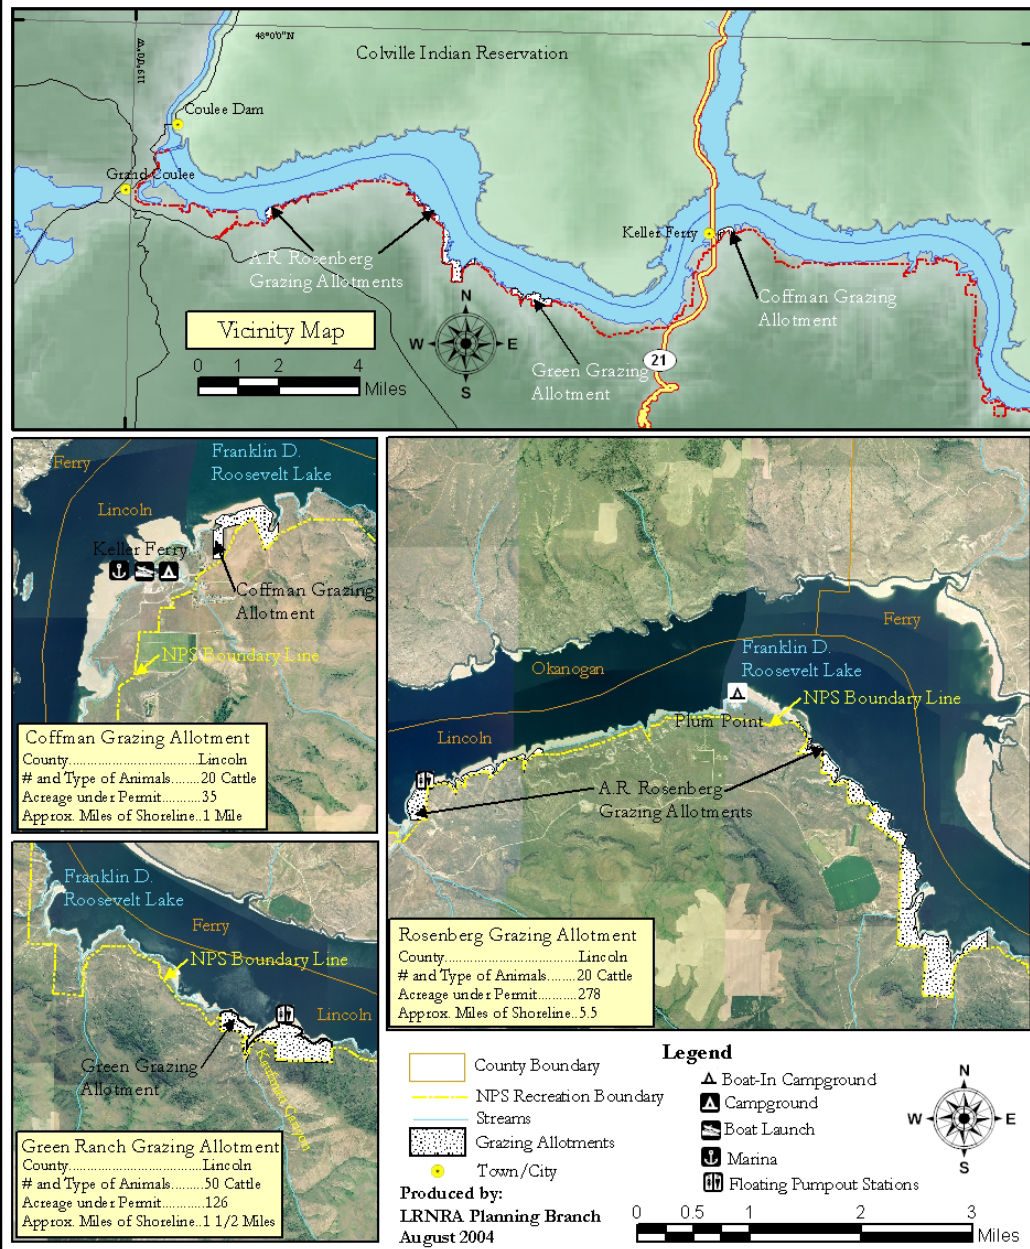 48°0'0"N
119°0'0"W
Colville Indian Reservation
Coulee Dam
Grand Coulee
A.R. Rosenberg
Grazing Allotments
Keller Ferry
Coffman Grazing
Allotment
Green Grazing
Allotment
21
N
W E
S
Vicinity Map
0 1 2 4
Miles
Ferry
Franklin D.
Roosevelt Lake
Lincoln
Keller Ferry
Coffman Grazing
Allotment
NPS Boundary Line
Coffman Grazing Allotment
County......................Lincoln
# and Type of Animals........20 Cattle
Acreage under Permit..........35
Approx. Miles of Shoreline..1 Mile
Okanogan
Ferry
Franklin D.
Roosevelt Lake
NPS Boundary Line
Plum Point
Lincoln
A.R. Rosenberg
Grazing Allotments
Rosenberg Grazing Allotment
County......................Lincoln
# and Type of Animals........20 Cattle
Acreage under Permit..........278
Approx. Miles of Shoreline..5.5
Franklin D.
Roosevelt Lake
Ferry
NPS Boundary Line
Lincoln
Green Grazing
Allotment
Kaufman Canyon
Green Ranch Grazing Allotment
County......................Lincoln
# and Type of Animals........50 Cattle
Acreage under Permit..........126
Approx. Miles of Shoreline..1 1/2 Miles
Legend
County Boundary
NPS Recreation Boundary
Streams
Grazing Allotments
Town/City
Boat-In Campground
Campground
Boat Launch
Marina
Floating Pumpout Stations
N
W E
S
Produced by:
LRNRA Planning Branch
August 2004
0 0.5 1 2 3
Miles